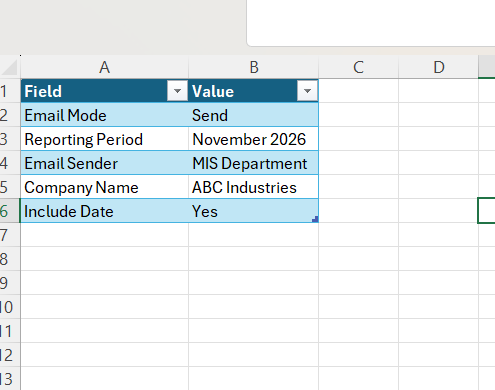 A B C D
1 Field Value
2 Email Mode Send
3 Reporting Period November 2026
4 Email Sender MIS Department
5 Company Name ABC Industries
6 Include Date Yes
7
8
9
10
11
12
13